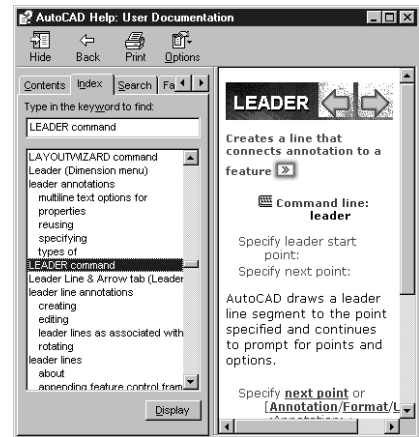 AutoCAD Help: User Documentation
Hide Back Print Options
Contents Index Search Fa
Type in the keyword to find:
LEADER command
LAYOUTWIZARD command
Leader (Dimension menu)
leader annotations
multiline text options for
properties
reusing
specifying
types of
LEADER command
Leader Line & Arrow tab (Leader
leader line annotations
creating
editing
leader lines as associated with
rotating
leader lines
about
appending feature control fram
Display
LEADER
Creates a line that
connects annotation to a
feature
Command line:
leader
Specify leader start
point:
Specify next point:
AutoCAD draws a leader
line segment to the point
specified and continues
to prompt for points and
options.
Specify next point or
[Annotation/Format/L